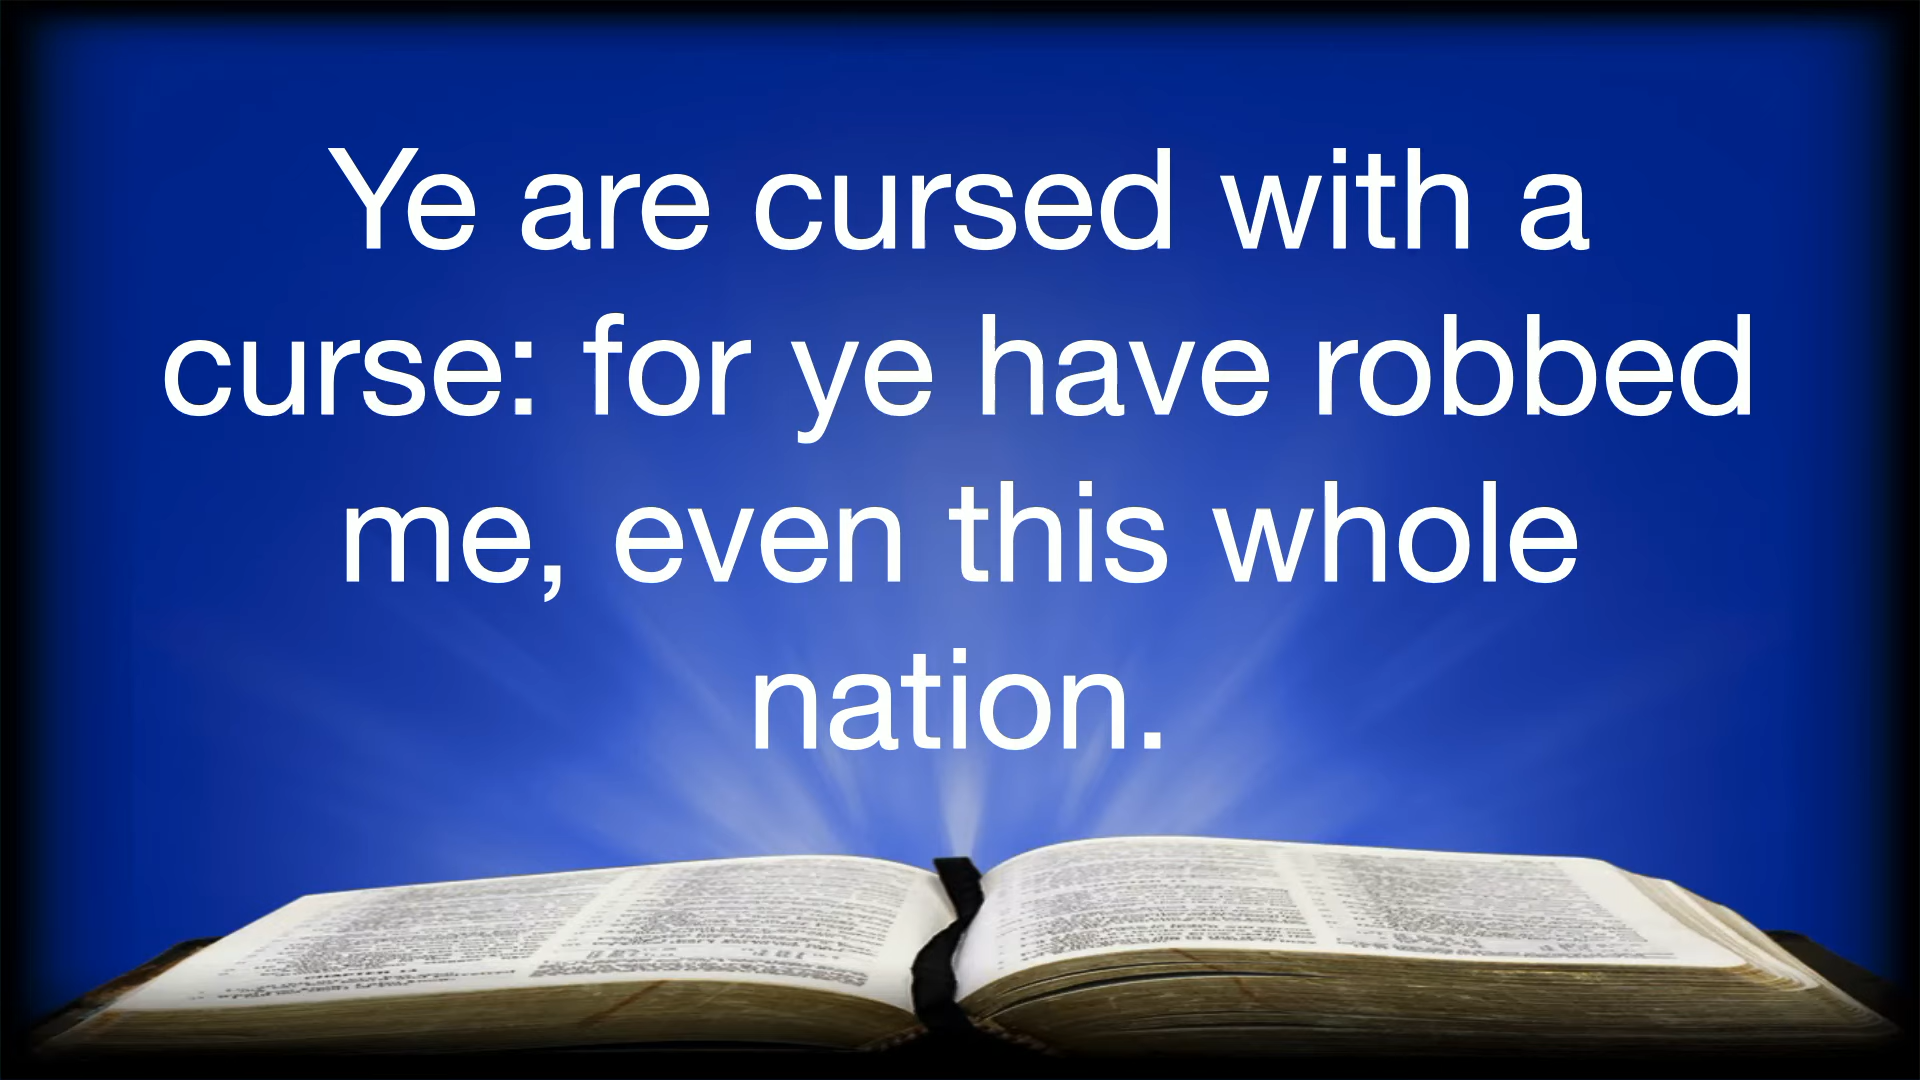 Ye are cursed with a
curse: for ye have robbed
me, even this whole
nation.